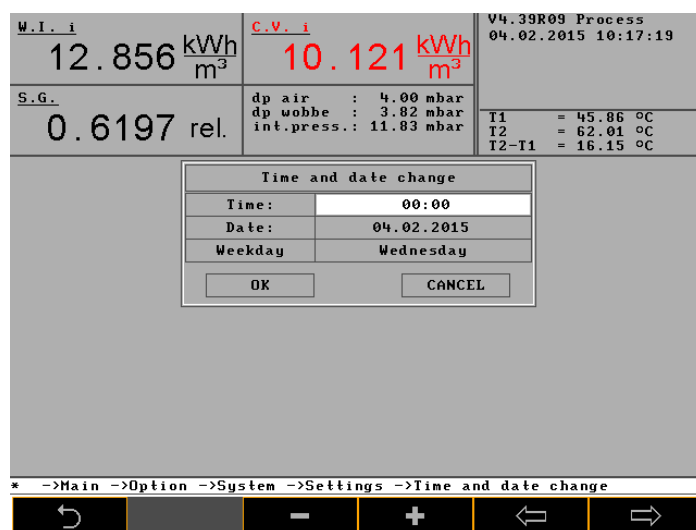 W.I. i
12.856 kWh/m³
C.V. i
10.121 kWh/m³
V4.39R09 Process
04.02.2015 10:17:19
S.G.
0.6197 rel.
dp air : 4.00 mbar
dp wobbe : 3.82 mbar
int.press.: 11.83 mbar
T1 = 45.86 ºC
T2 = 62.01 ºC
T2-T1 = 16.15 ºC
Time and date change
Time: 00:00
Date: 04.02.2015
Weekday Wednesday
OK CANCEL
* ->Main ->Option ->System ->Settings ->Time and date change